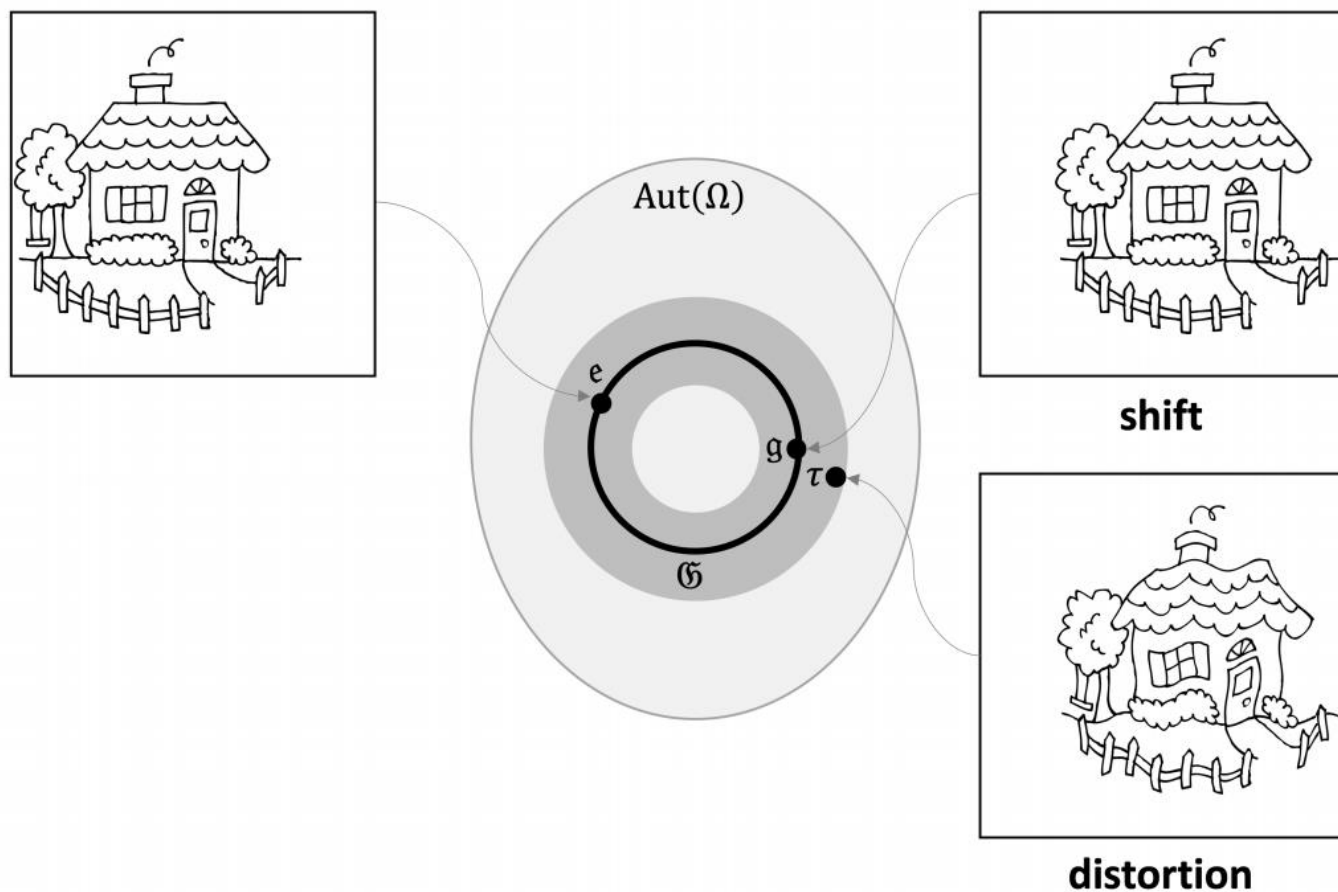 Aut(Ω)
𝔢
𝔤
τ
𝔊
shift
distortion